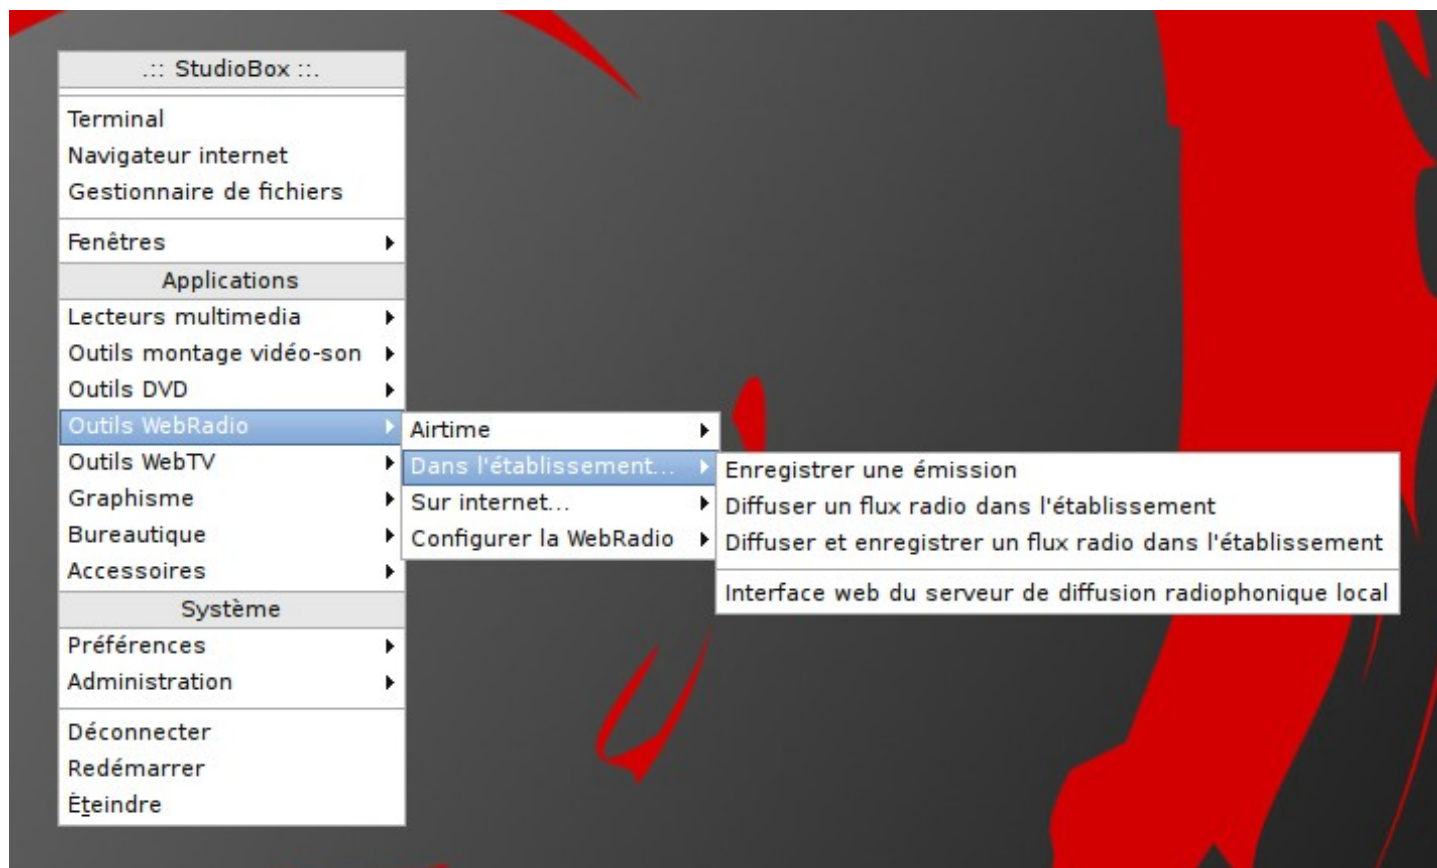 .:: StudioBox ::.
Terminal
Navigateur internet
Gestionnaire de fichiers
Fenêtres
Applications
Lecteurs multimedia
Outils montage vidéo-son
Outils DVD
Outils WebRadio
Outils WebTV
Graphisme
Bureautique
Accessoires
Système
Préférences
Administration
Déconnecter
Redémarrer
Éteindre
Airtime
Dans l'établissement...
Sur internet...
Configurer la WebRadio
Enregistrer une émission
Diffuser un flux radio dans l'établissement
Diffuser et enregistrer un flux radio dans l'établissement
Interface web du serveur de diffusion radiophonique local